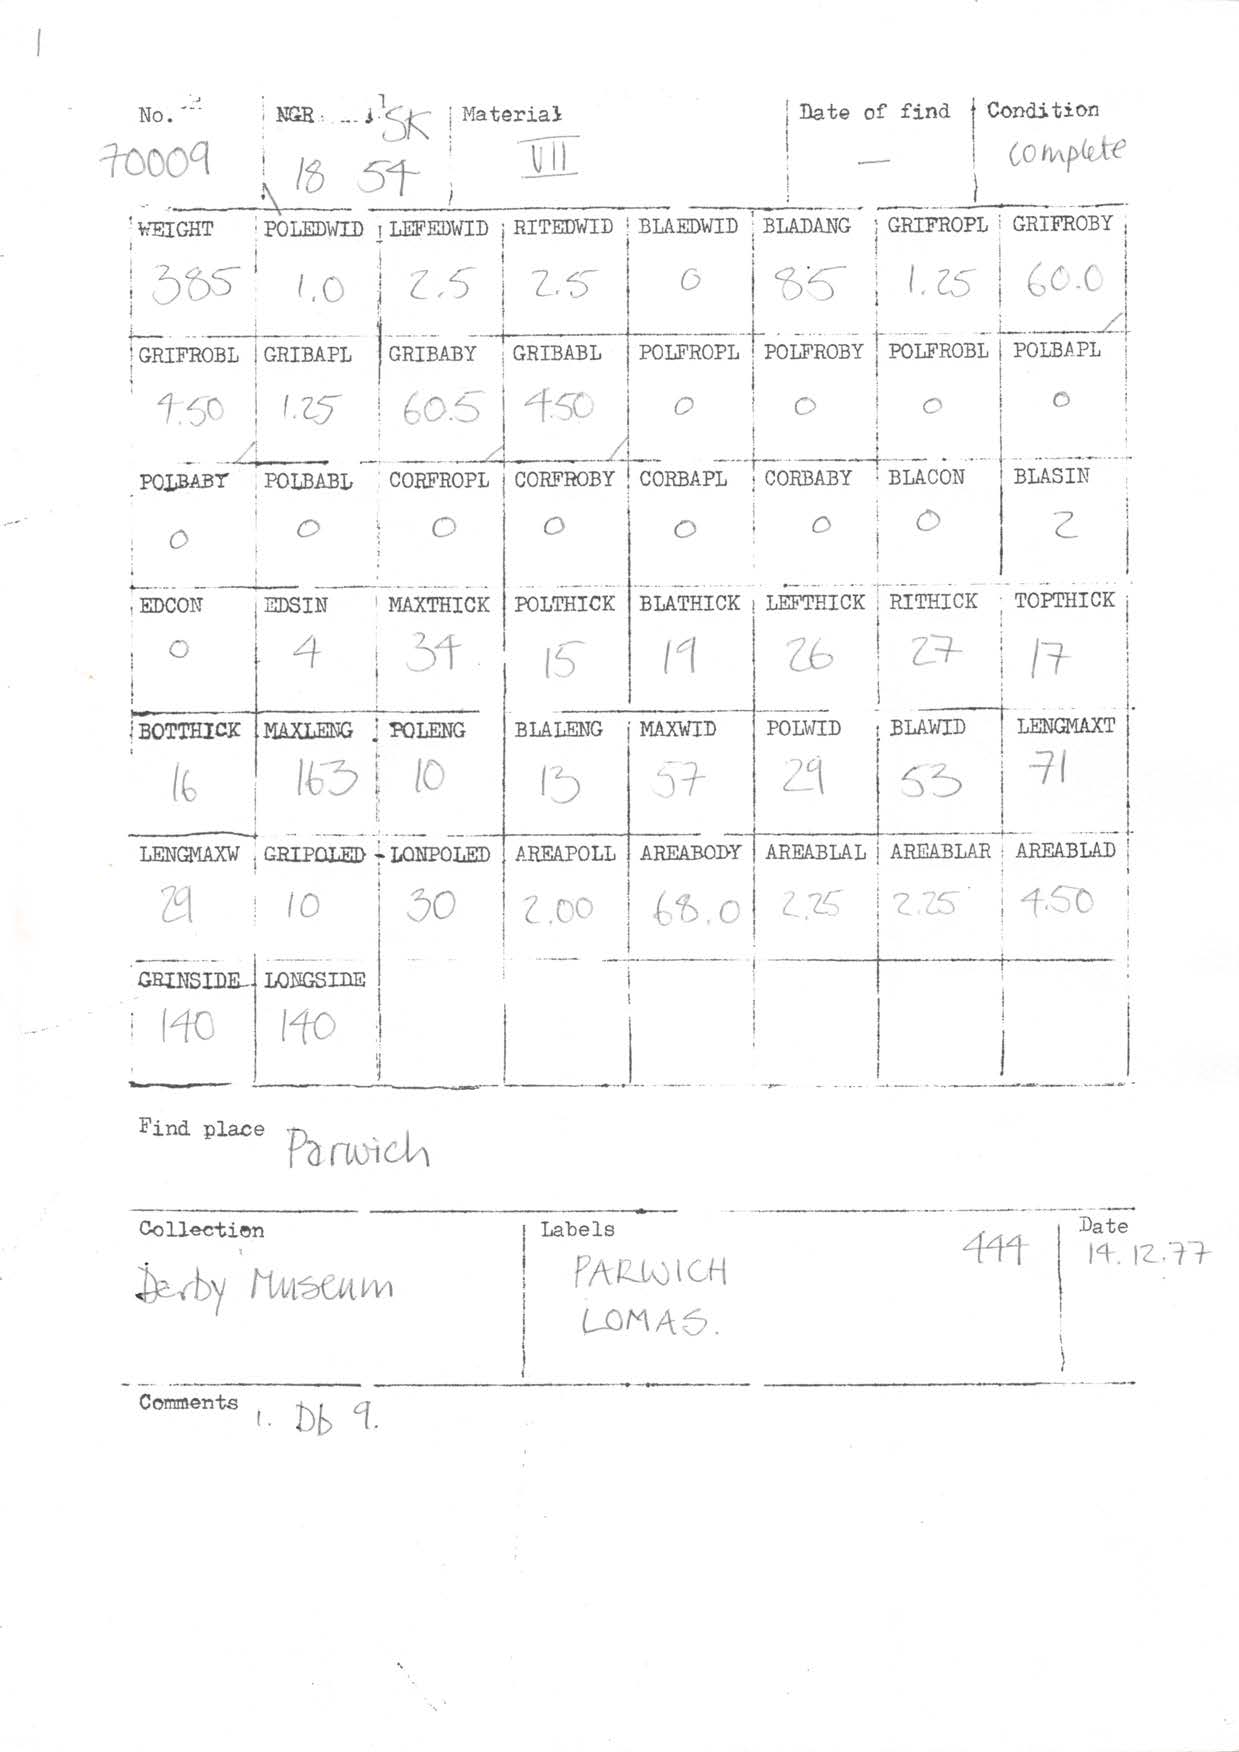 1
No. NGR SK Material Date of find Condition
70009 18 54 VII — complete
WEIGHT POLEDWID LEFEDWID RITEDWID BLAEDWID BLADANG GRIFROPL GRIFROBY
385 1.0 2.5 2.5 0 85 1.25 60.0
GRIFROBL GRIBAPL GRIBABY GRIBABL POLFROPL POLFROBY POLFROBL POLBAPL
4.50 1.25 60.5 4.50 0 0 0 0
POLBABY POLBABL CORFROPL CORFROBY CORBAPL CORBABY BLACON BLASIN
0 0 0 0 0 0 0 2
EDCON EDSIN MAXTHICK POLTHICK BLATHICK LEFTHICK RITHICK TOPTHICK
0 4 34 15 19 26 27 17
BOTTHICK MAXLENG POLENG BLALENG MAXWID POLWID BLAWID LENGMAXT
16 163 10 13 57 29 53 71
LENGMAXW GRIPOLED LONPOLED AREAPOLL AREABODY AREABLAL AREABLAR AREABLAD
29 10 30 2.00 68.0 2.25 2.25 4.50
GRINSIDE LONGSIDE
140 140
Find place Parwich
Collection Labels 444 Date
Derby Museum PARWICH 14.12.77
LOMAS.
Comments 1. Db 9.